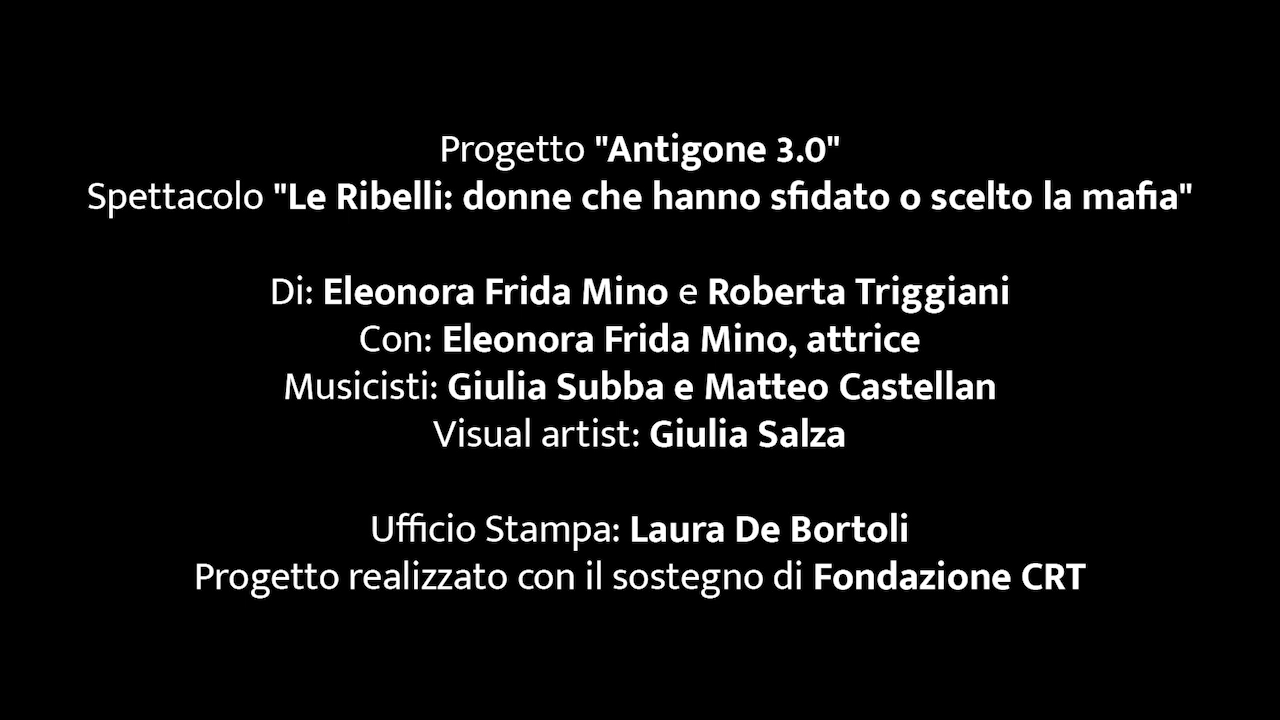 Progetto "Antigone 3.0"
Spettacolo "Le Ribelli: donne che hanno sfidato o scelto la mafia"
Di: Eleonora Frida Mino e Roberta Triggiani
Con: Eleonora Frida Mino, attrice
Musicisti: Giulia Subba e Matteo Castellan
Visual artist: Giulia Salza
Ufficio Stampa: Laura De Bortoli
Progetto realizzato con il sostegno di Fondazione CRT